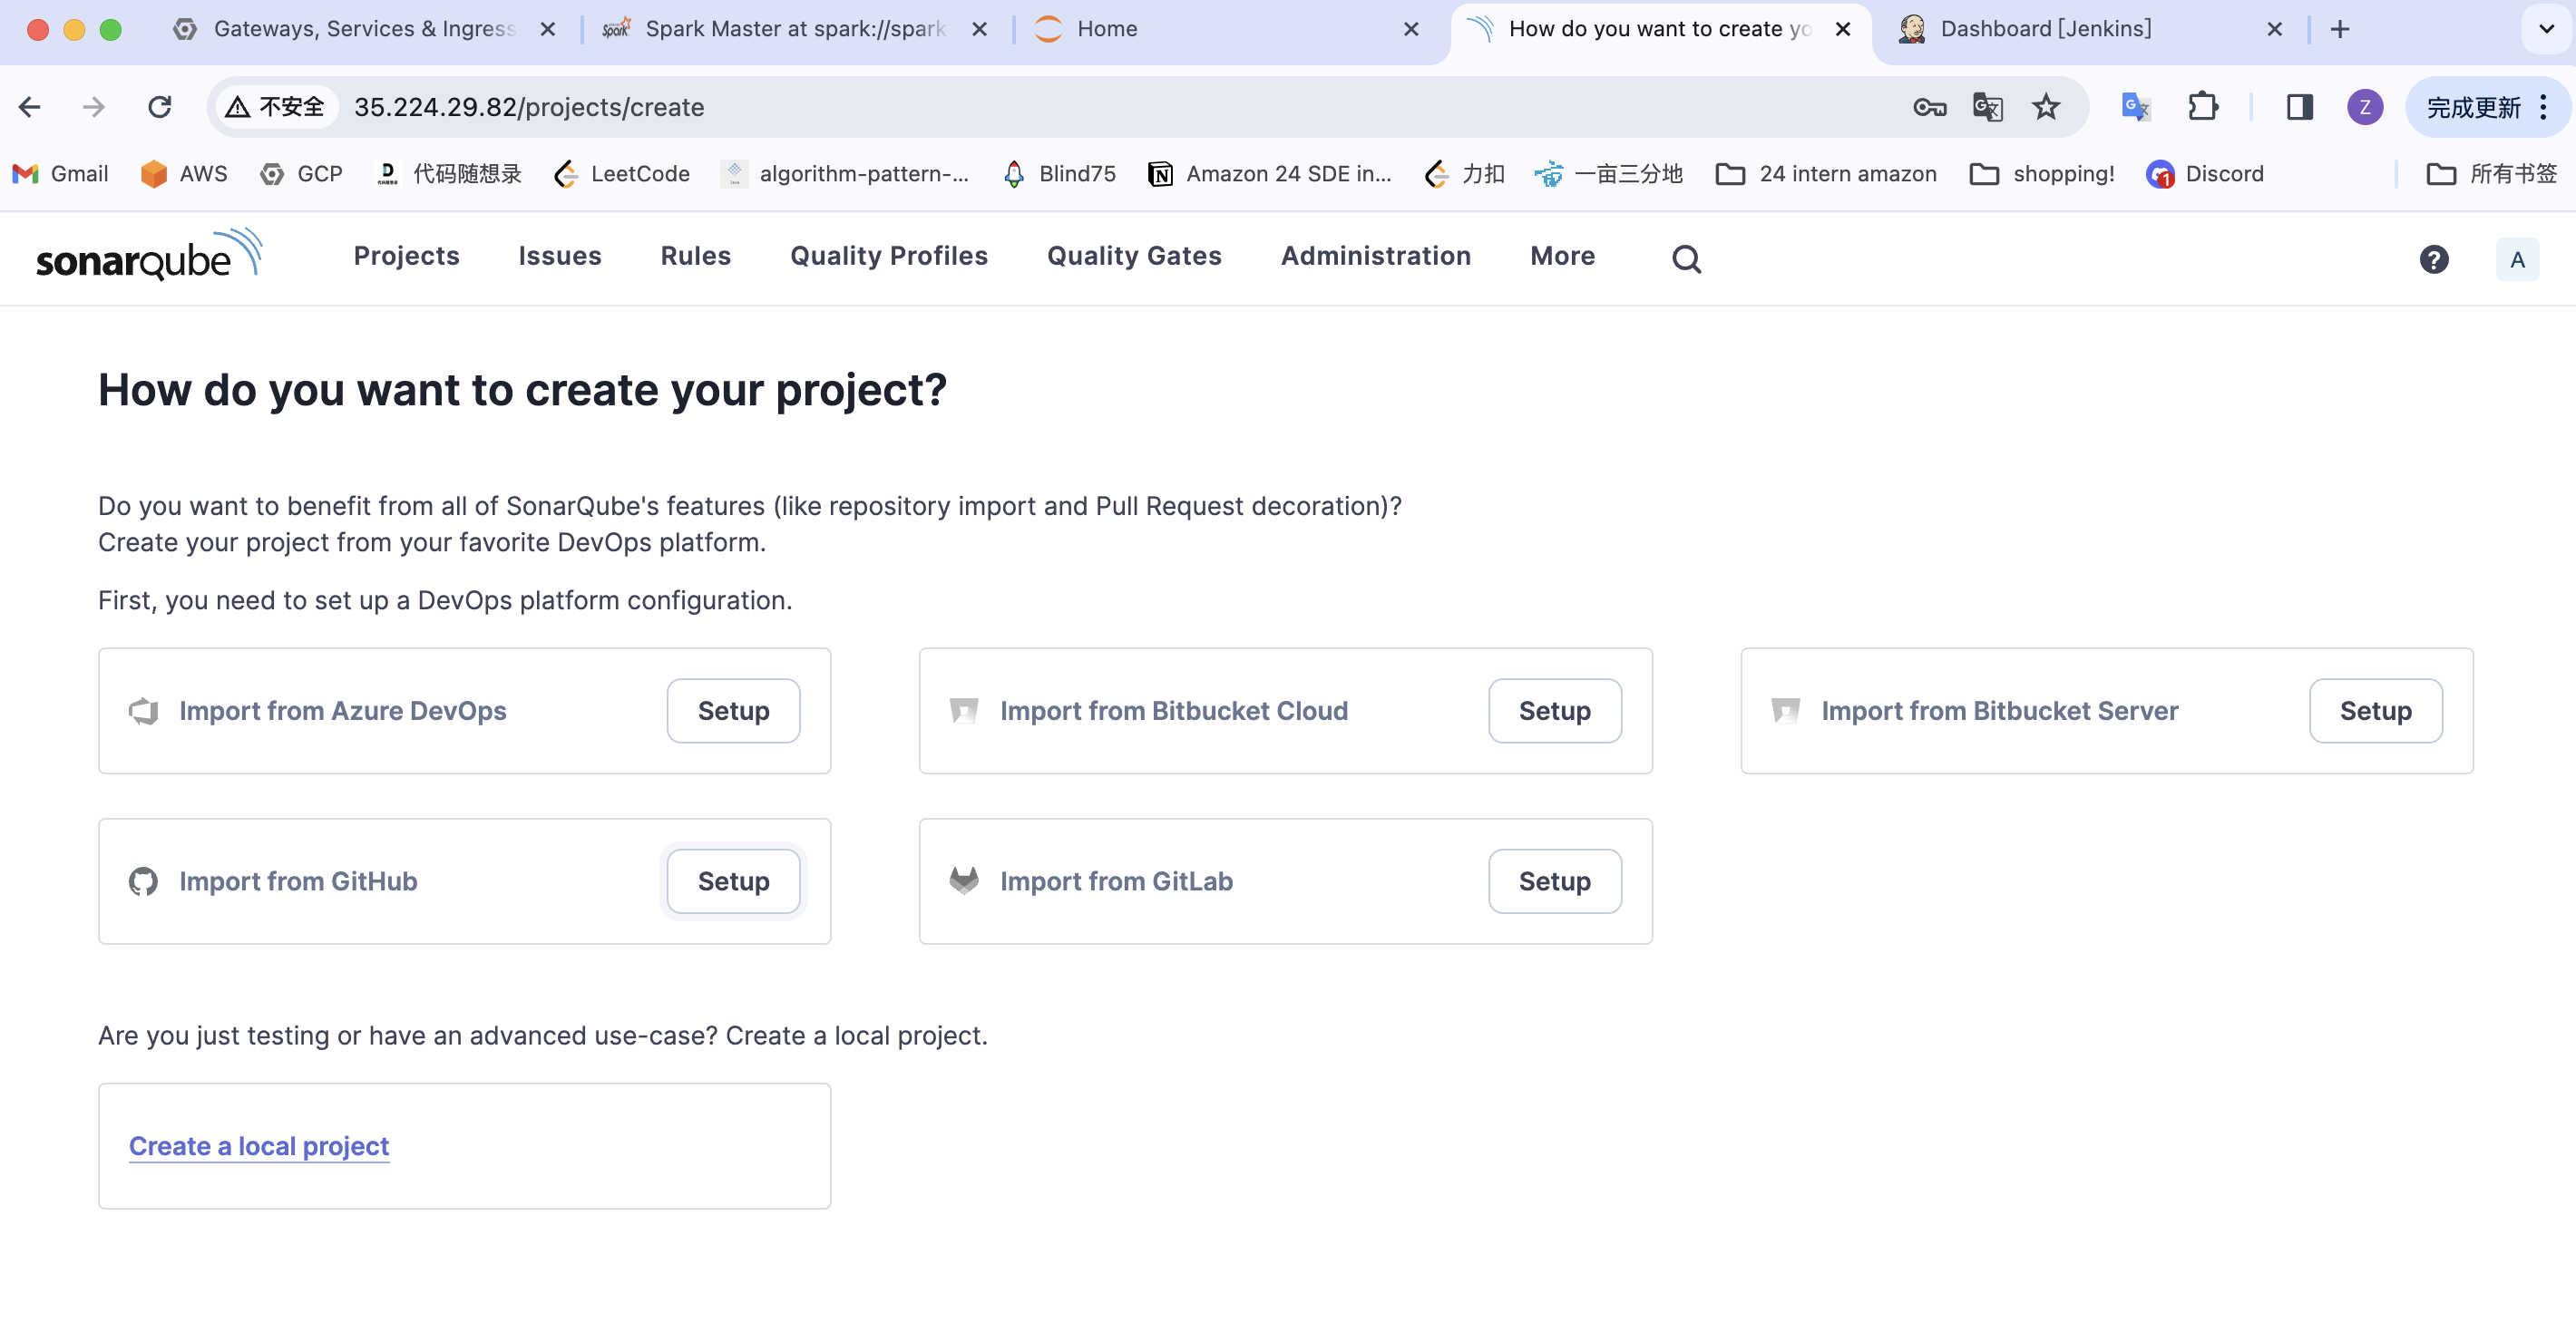 Gateways, Services & Ingress
Spark Master at spark://spark
Home
How do you want to create yo
Dashboard [Jenkins]
不安全 35.224.29.82/projects/create
Z
完成更新
Gmail
AWS
GCP
代码随想录
LeetCode
algorithm-pattern-...
Blind75
Amazon 24 SDE in...
力扣
一亩三分地
24 intern amazon
shopping!
1
Discord
所有书签
sonarqube
Projects
Issues
Rules
Quality Profiles
Quality Gates
Administration
More
?
A
How do you want to create your project?
Do you want to benefit from all of SonarQube's features (like repository import and Pull Request decoration)?
Create your project from your favorite DevOps platform.
First, you need to set up a DevOps platform configuration.
Import from Azure DevOps
Setup
Import from Bitbucket Cloud
Setup
Import from Bitbucket Server
Setup
Import from GitHub
Setup
Import from GitLab
Setup
Are you just testing or have an advanced use-case? Create a local project.
Create a local project